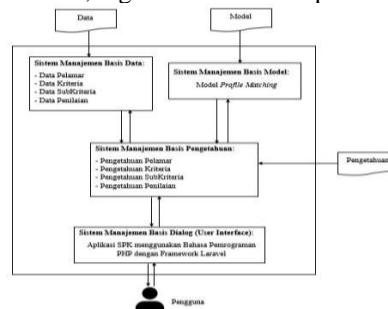 Data
Model
Sistem Manajemen Basis Data:
- Data Pelamar
- Data Kriteria
- Data SubKriteria
- Data Penilaian
Sistem Manajemen Basis Model:
Model Profile Matching
Sistem Manajemen Basis Pengetahuan:
- Pengetahuan Pelamar
- Pengetahuan Kriteria
- Pengetahuan SubKriteria
- Pengetahuan Penilaian
Pengetahuan
Sistem Manajemen Basis Dialog (User Interface):
Aplikasi SPK menggunakan Bahasa Pemrograman
PHP dengan Framework Laravel
Pengguna